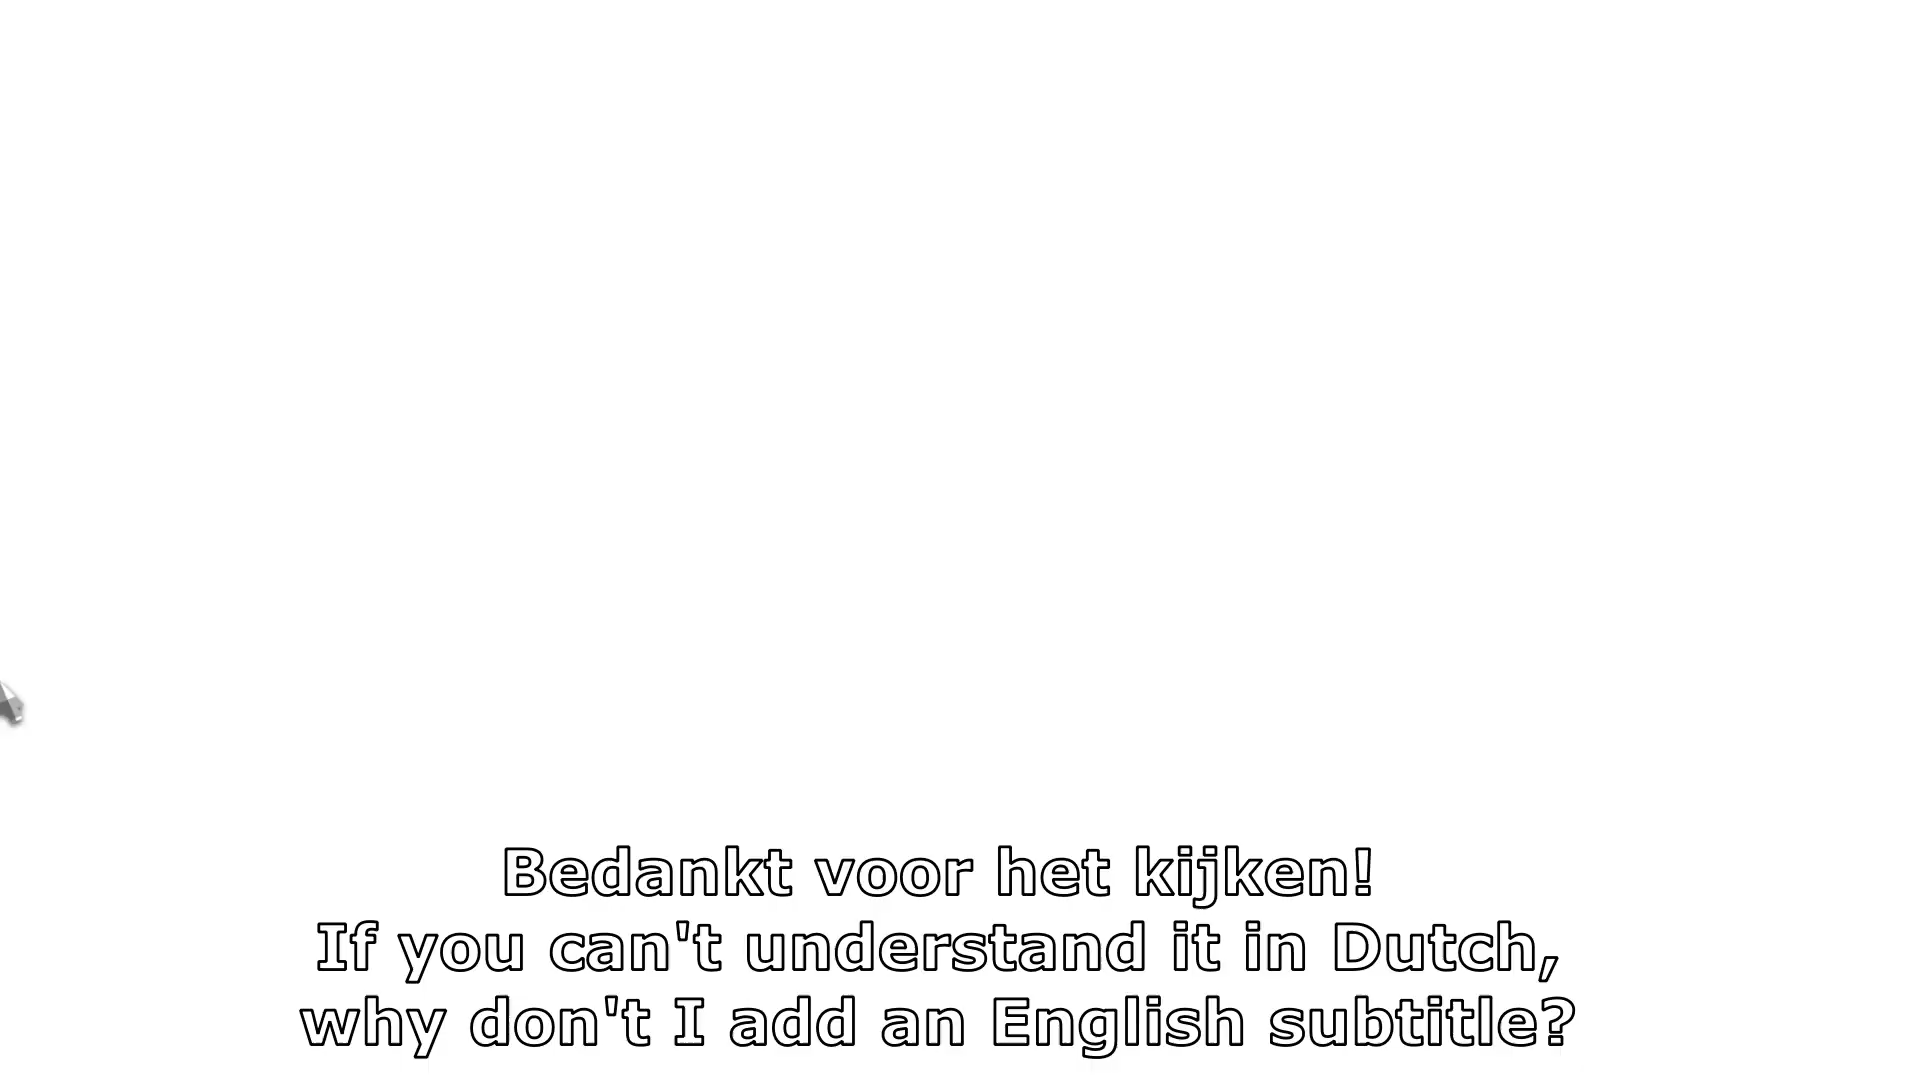 Bedankt voor het kijken!
If you can't understand it in Dutch,
why don't I add an English subtitle?